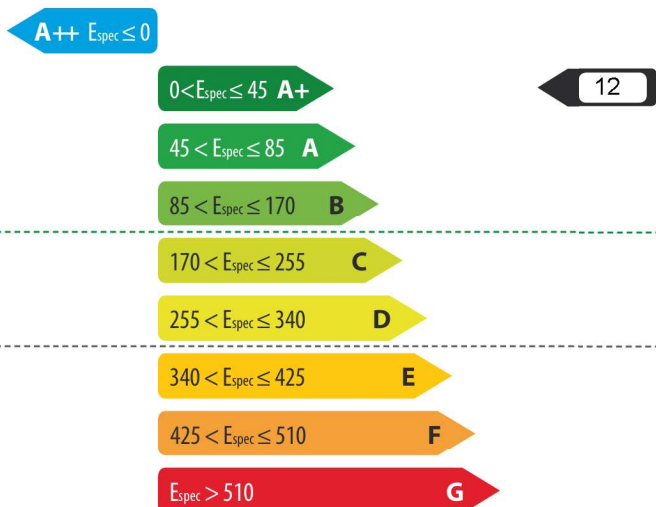 A++ Espec ≤ 0
0<Espec ≤ 45 A+
12
45 < Espec ≤ 85 A
85 < Espec ≤ 170 B
170 < Espec ≤ 255 C
255 < Espec ≤ 340 D
340 < Espec ≤ 425 E
425 < Espec ≤ 510 F
Espec > 510 G